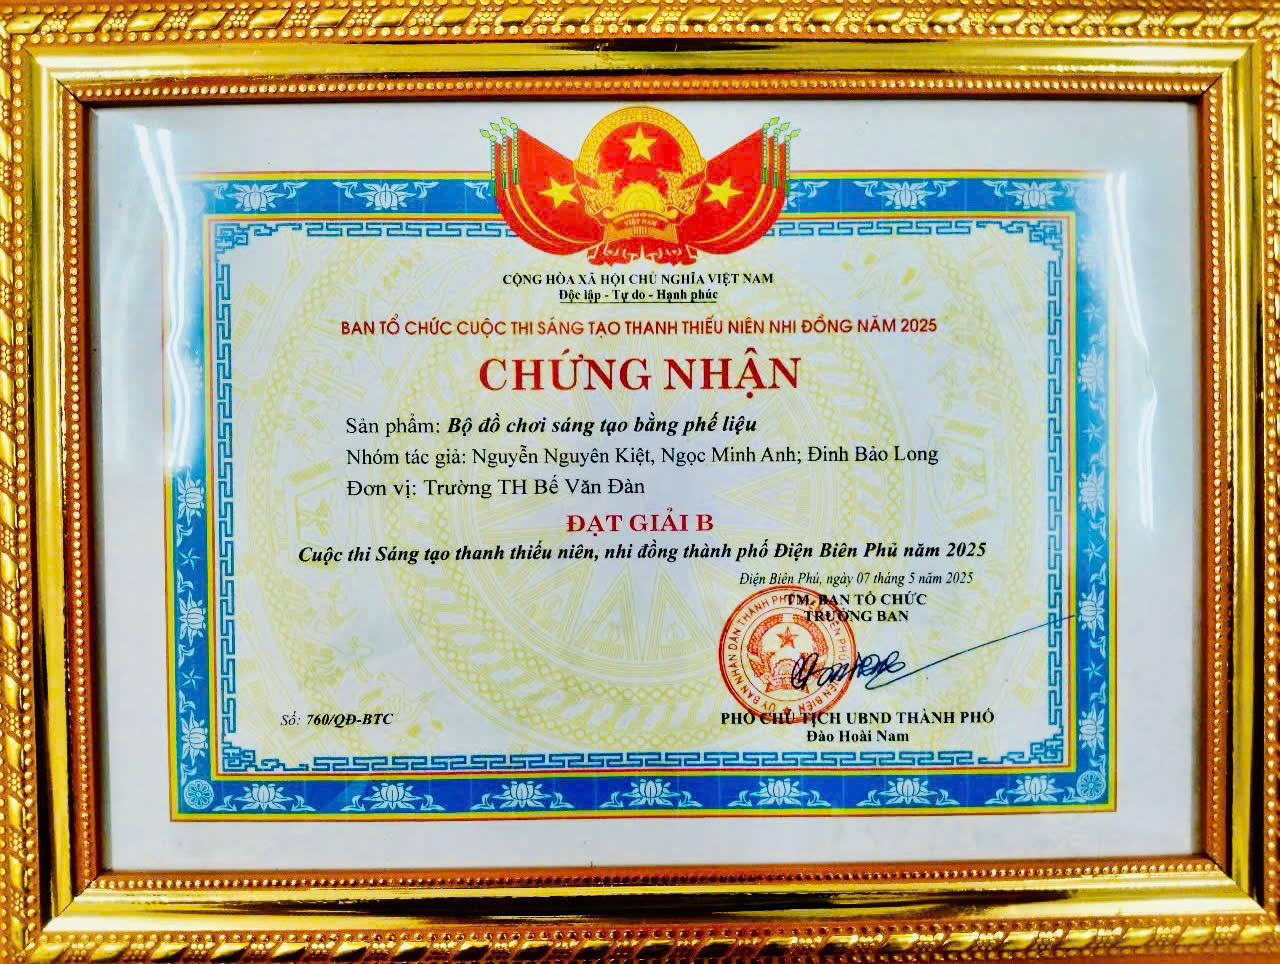 VIỆT NAM
CỘNG HÒA XÃ HỘI CHỦ NGHĨA VIỆT NAM
Độc lập - Tự do - Hạnh phúc
BAN TỔ CHỨC CUỘC THI SÁNG TẠO THANH THIẾU NIÊN NHI ĐỒNG NĂM 2025
CHỨNG NHẬN
Sản phẩm: Bộ đồ chơi sáng tạo bằng phế liệu
Nhóm tác giả: Nguyễn Nguyên Kiệt, Ngọc Minh Anh; Đinh Bảo Long
Đơn vị: Trường TH Bế Văn Đàn
ĐẠT GIẢI B
Cuộc thi Sáng tạo thanh thiếu niên, nhi đồng thành phố Điện Biên Phủ năm 2025
Điện Biên Phủ, ngày 07 tháng 5 năm 2025
TM. BAN TỔ CHỨC
TRƯỞNG BAN
Số: 760/QĐ-BTC
PHÓ CHỦ TỊCH UBND THÀNH PHỐ
Đào Hoài Nam